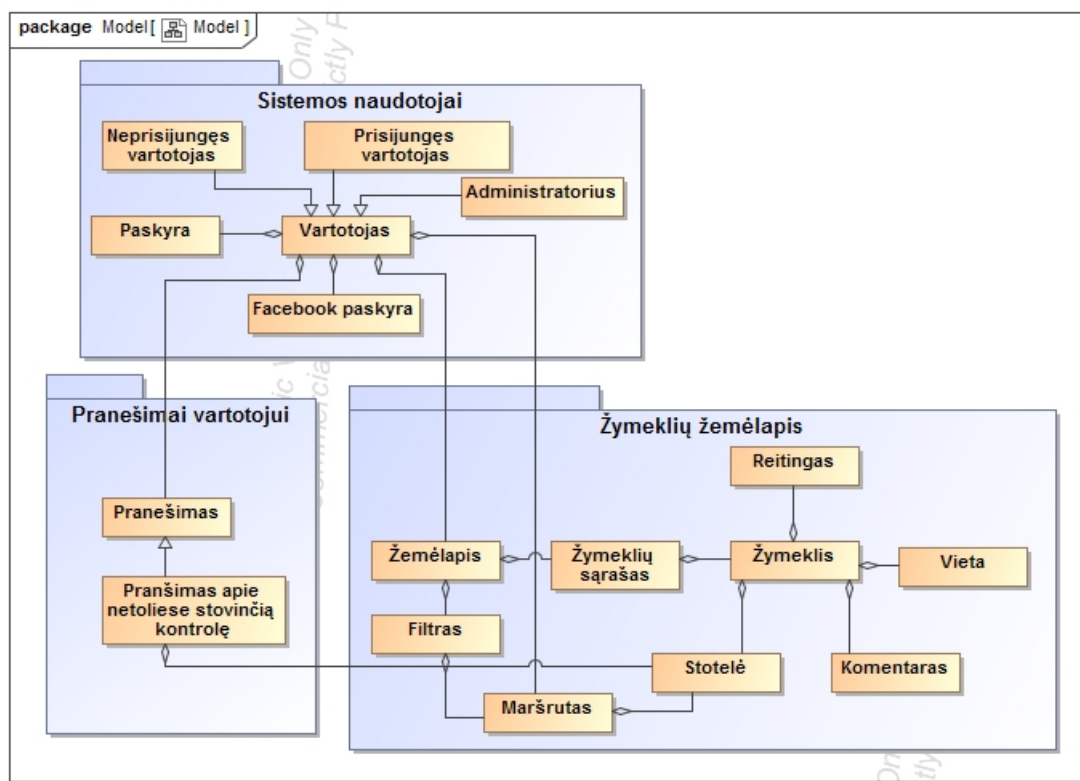 package Model[ Model ]
Sistemos naudotojai
Neprisijungęs
vartotojas
Prisijungęs
vartotojas
Administratorius
Paskyra
Vartotojas
Facebook paskyra
Pranešimai vartotojui
Pranešimas
Pranšimas apie
netoliese stovinčią
kontrolę
Žymeklių žemėlapis
Reitingas
Žemėlapis
Žymeklių
sąrašas
Žymeklis
Vieta
Filtras
Stotelė
Komentaras
Maršrutas
Only